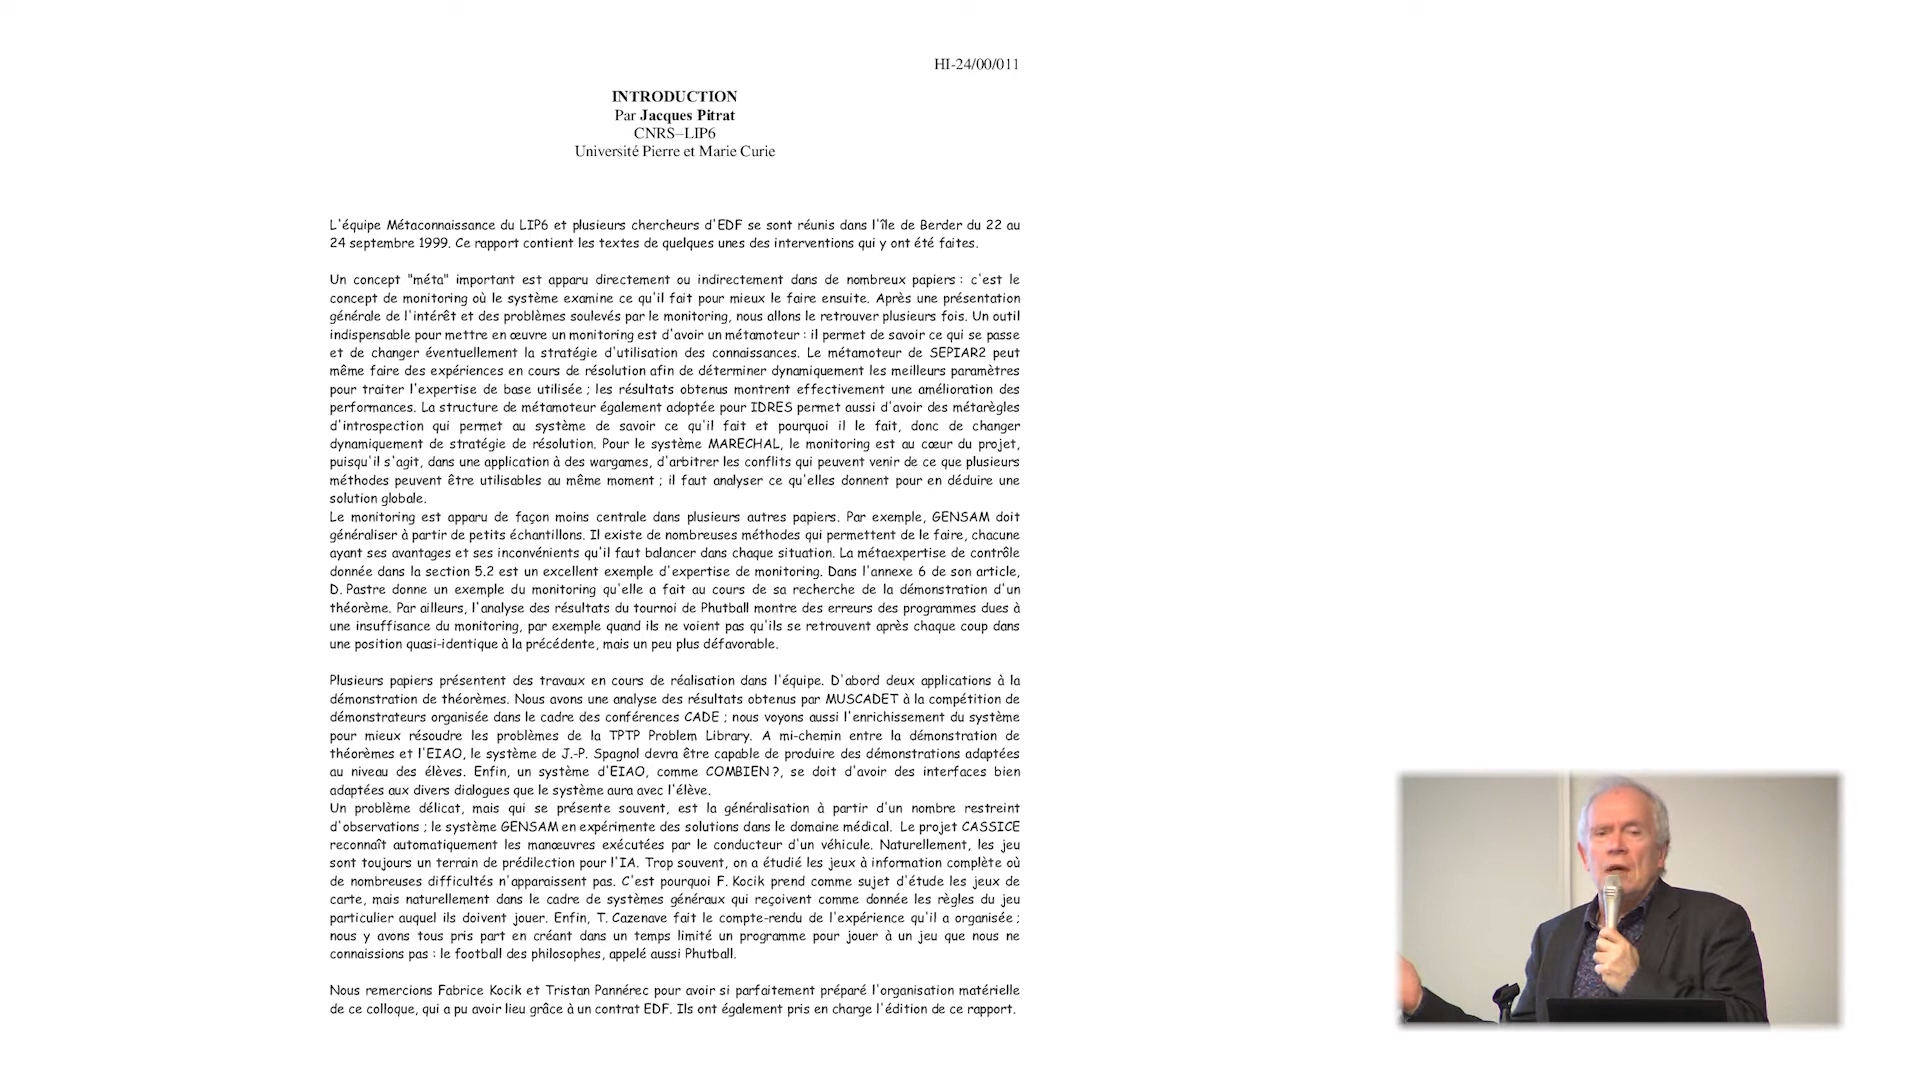 HI-24/00/011
INTRODUCTION
Par Jacques Pitrat
CNRS–LIP6
Université Pierre et Marie Curie
L'équipe Métaconnaissance du LIP6 et plusieurs chercheurs d'EDF se sont réunis dans l'île de Berder du 22 au
24 septembre 1999. Ce rapport contient les textes de quelques unes des interventions qui y ont été faites.
Un concept "méta" important est apparu directement ou indirectement dans de nombreux papiers : c'est le
concept de monitoring où le système examine ce qu'il fait pour mieux le faire ensuite. Après une présentation
générale de l'intérêt et des problèmes soulevés par le monitoring, nous allons le retrouver plusieurs fois. Un outil
indispensable pour mettre en œuvre un monitoring est d'avoir un métamoteur : il permet de savoir ce qui se passe
et de changer éventuellement la stratégie d'utilisation des connaissances. Le métamoteur de SEPIAR2 peut
même faire des expériences en cours de résolution afin de déterminer dynamiquement les meilleurs paramètres
pour traiter l'expertise de base utilisée ; les résultats obtenus montrent effectivement une amélioration des
performances. La structure de métamoteur également adoptée pour IDRES permet aussi d'avoir des métarègles
d'introspection qui permet au système de savoir ce qu'il fait et pourquoi il le fait, donc de changer
dynamiquement de stratégie de résolution. Pour le système MARECHAL, le monitoring est au cœur du projet,
puisqu'il s'agit, dans une application à des wargames, d'arbitrer les conflits qui peuvent venir de ce que plusieurs
méthodes peuvent être utilisables au même moment ; il faut analyser ce qu'elles donnent pour en déduire une
solution globale.
Le monitoring est apparu de façon moins centrale dans plusieurs autres papiers. Par exemple, GENSAM doit
généraliser à partir de petits échantillons. Il existe de nombreuses méthodes qui permettent de le faire, chacune
ayant ses avantages et ses inconvénients qu'il faut balancer dans chaque situation. La métaexpertise de contrôle
donnée dans la section 5.2 est un excellent exemple d'expertise de monitoring. Dans l'annexe 6 de son article,
D. Pastre donne un exemple du monitoring qu'elle a fait au cours de sa recherche de la démonstration d'un
théorème. Par ailleurs, l'analyse des résultats du tournoi de Phutball montre des erreurs des programmes dues à
une insuffisance du monitoring, par exemple quand ils ne voient pas qu'ils se retrouvent après chaque coup dans
une position quasi-identique à la précédente, mais un peu plus défavorable.
Plusieurs papiers présentent des travaux en cours de réalisation dans l'équipe. D'abord deux applications à la
démonstration de théorèmes. Nous avons une analyse des résultats obtenus par MUSCADET à la compétition de
démonstrateurs organisée dans le cadre des conférences CADE ; nous voyons aussi l'enrichissement du système
pour mieux résoudre les problèmes de la TPTP Problem Library. A mi-chemin entre la démonstration de
théorèmes et l'EIAO, le système de J.-P. Spagnol devra être capable de produire des démonstrations adaptées
au niveau des élèves. Enfin, un système d'EIAO, comme COMBIEN ?, se doit d'avoir des interfaces bien
adaptées aux divers dialogues que le système aura avec l'élève.
Un problème délicat, mais qui se présente souvent, est la généralisation à partir d'un nombre restreint
d'observations ; le système GENSAM en expérimente des solutions dans le domaine médical. Le projet CASSICE
reconnaît automatiquement les manœuvres exécutées par le conducteur d'un véhicule. Naturellement, les jeu
sont toujours un terrain de prédilection pour l'IA. Trop souvent, on a étudié les jeux à information complète où
de nombreuses difficultés n'apparaissent pas. C'est pourquoi F. Kocik prend comme sujet d'étude les jeux de
carte, mais naturellement dans le cadre de systèmes généraux qui reçoivent comme donnée les règles du jeu
particulier auquel ils doivent jouer. Enfin, T. Cazenave fait le compte-rendu de l'expérience qu'il a organisée ;
nous y avons tous pris part en créant dans un temps limité un programme pour jouer à un jeu que nous ne
connaissions pas : le football des philosophes, appelé aussi Phutball.
Nous remercions Fabrice Kocik et Tristan Pannérec pour avoir si parfaitement préparé l'organisation matérielle
de ce colloque, qui a pu avoir lieu grâce à un contrat EDF. Ils ont également pris en charge l'édition de ce rapport.